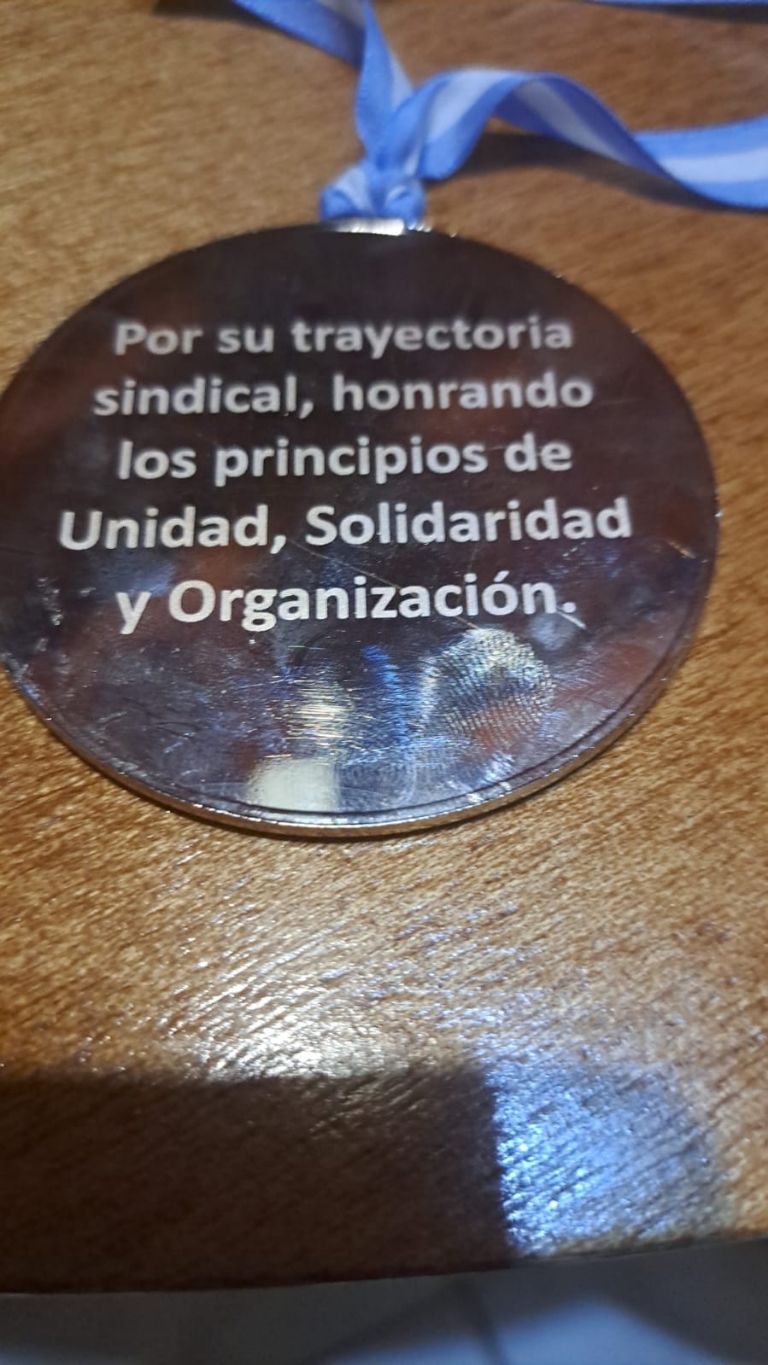 Por su trayectoria
sindical, honrando
los principios de
Unidad, Solidaridad
y Organización.